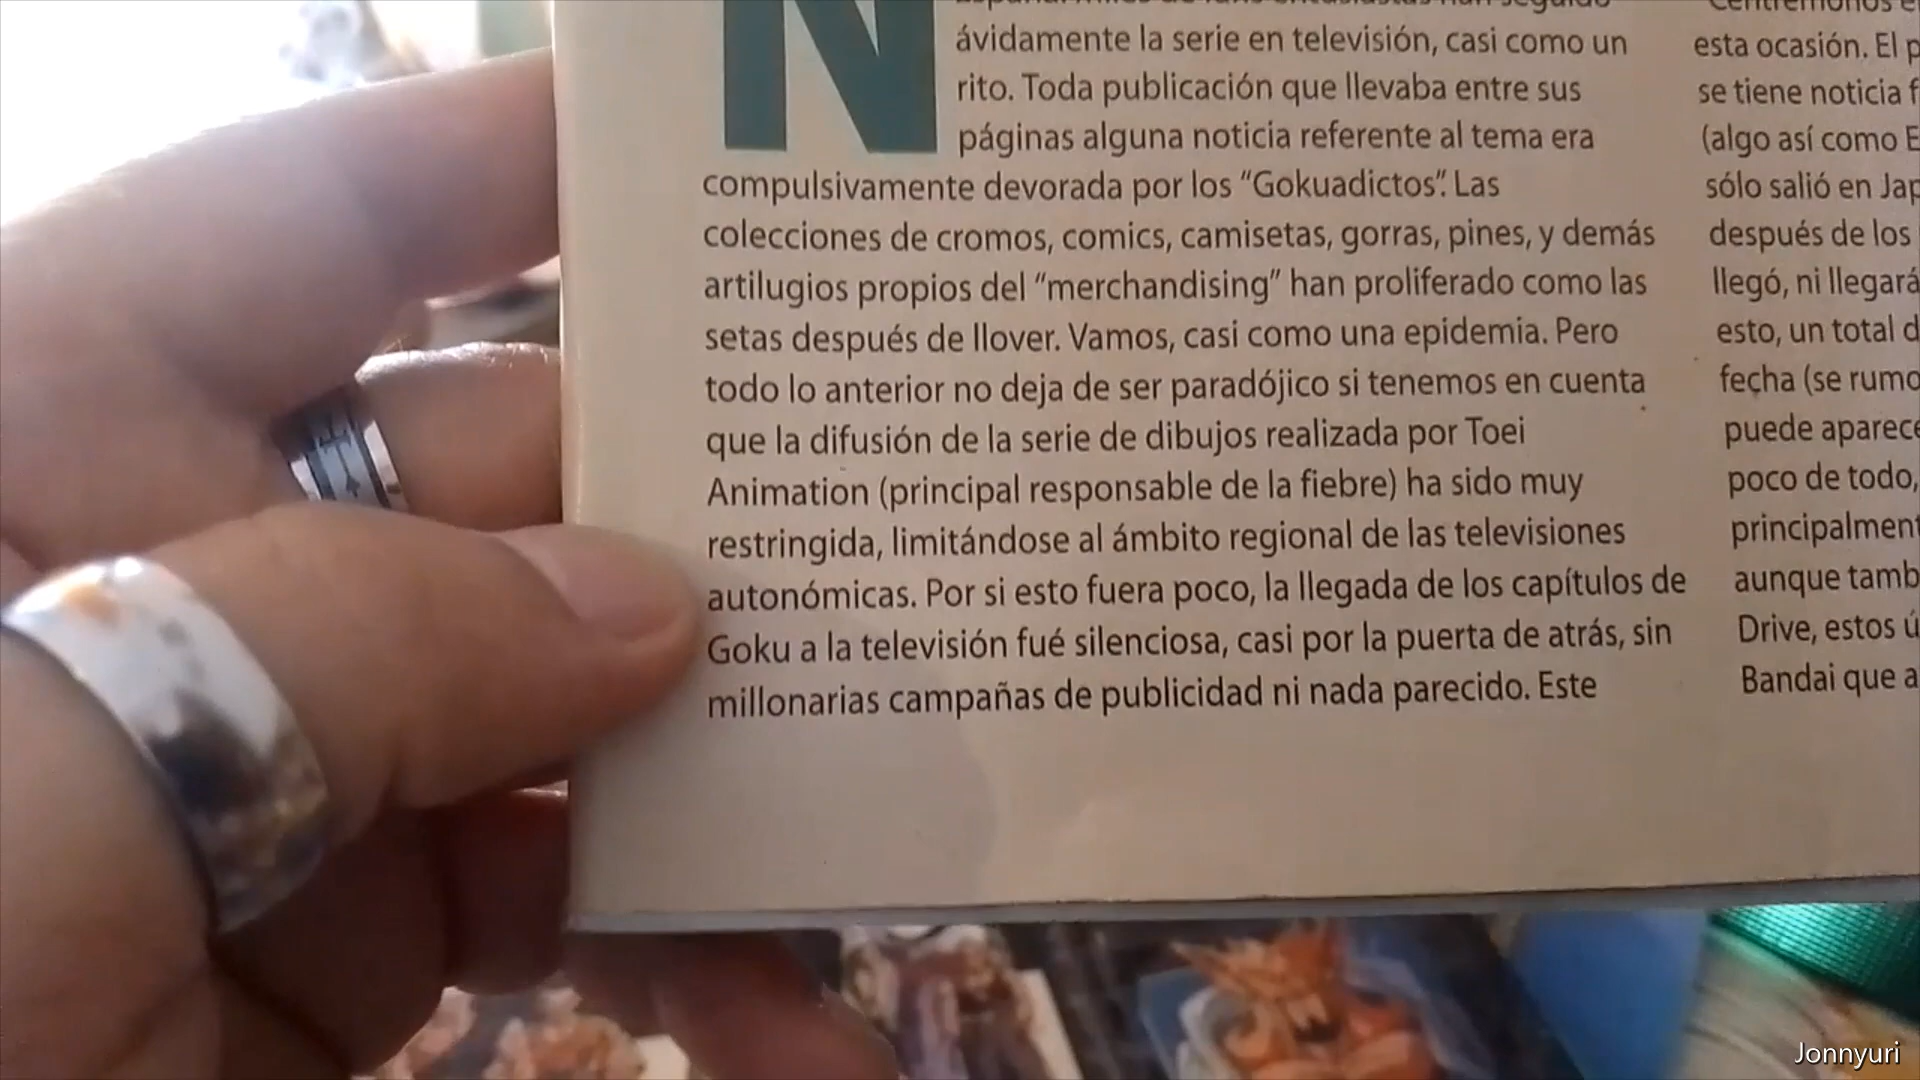 N
ávidamente la serie en televisión, casi como un
rito. Toda publicación que llevaba entre sus
páginas alguna noticia referente al tema era
compulsivamente devorada por los “Gokuadictos”. Las
colecciones de cromos, comics, camisetas, gorras, pines, y demás
artilugios propios del “merchandising” han proliferado como las
setas después de llover. Vamos, casi como una epidemia. Pero
todo lo anterior no deja de ser paradójico si tenemos en cuenta
que la difusión de la serie de dibujos realizada por Toei
Animation (principal responsable de la fiebre) ha sido muy
restringida, limitándose al ámbito regional de las televisiones
autonómicas. Por si esto fuera poco, la llegada de los capítulos de
Goku a la televisión fué silenciosa, casi por la puerta de atrás, sin
millonarias campañas de publicidad ni nada parecido. Este
esta ocasión. El
se tiene noticia
(algo así como
sólo salió en
después de los
llegó, ni llegará
esto, un total
fecha (se
puede
poco de todo,
aunque
Drive, estos
Bandai que
Jonnyuri